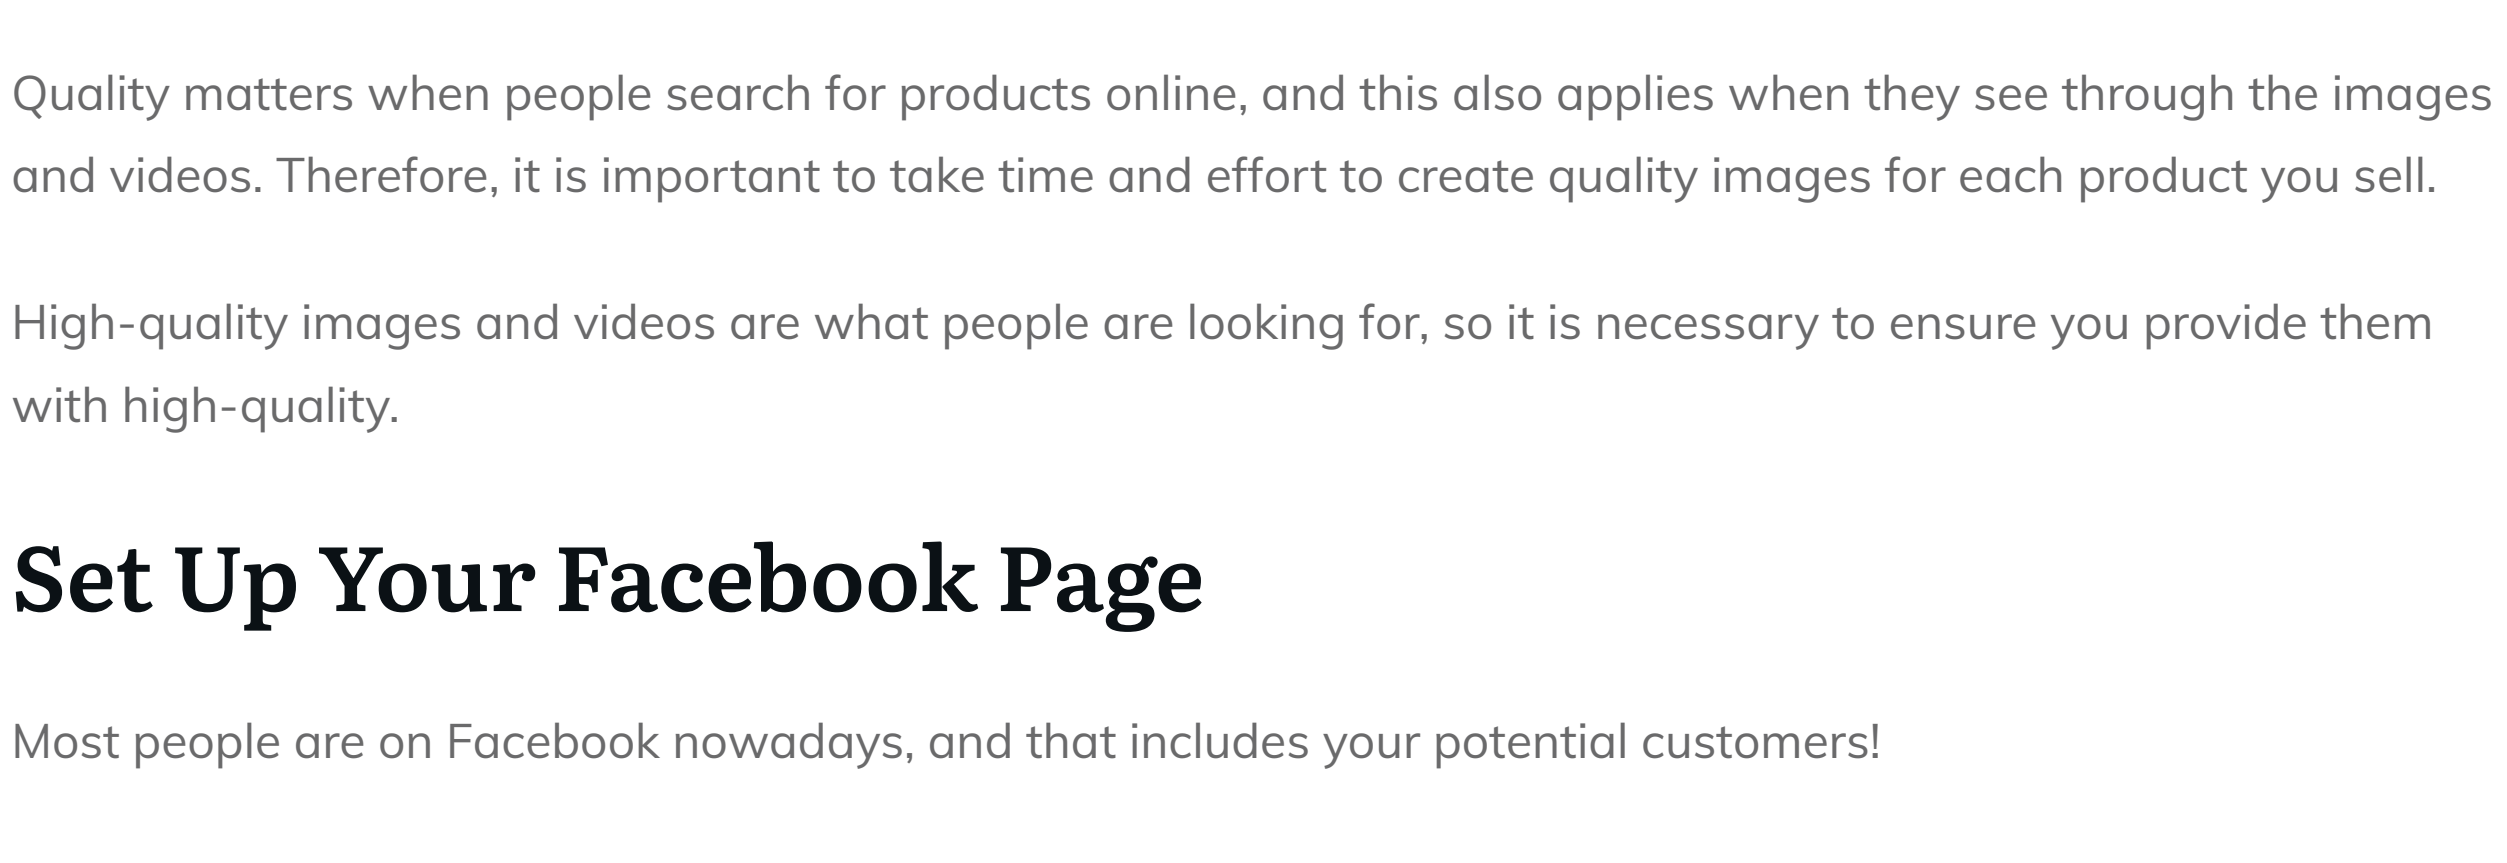 Quality matters when people search for products online, and this also applies when they see through the images
and videos. Therefore, it is important to take time and effort to create quality images for each product you sell.
High-quality images and videos are what people are looking for, so it is necessary to ensure you provide them
with high-quality.
Set Up Your Facebook Page
Most people are on Facebook nowadays, and that includes your potential customers!